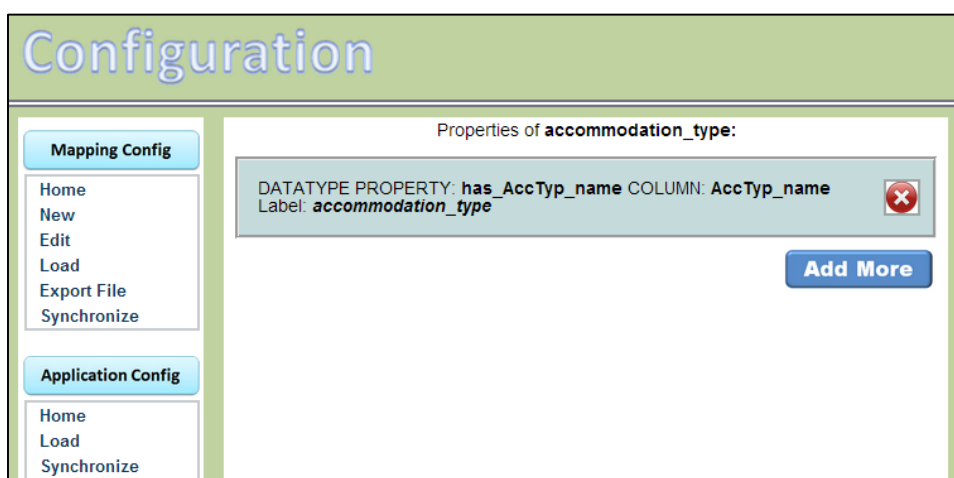 Configuration
Mapping Config
Home
New
Edit
Load
Export File
Synchronize
Application Config
Home
Load
Synchronize
Properties of accommodation_type:
DATATYPE PROPERTY: has_AccTyp_name COLUMN: AccTyp_name
Label: accommodation_type
Add More